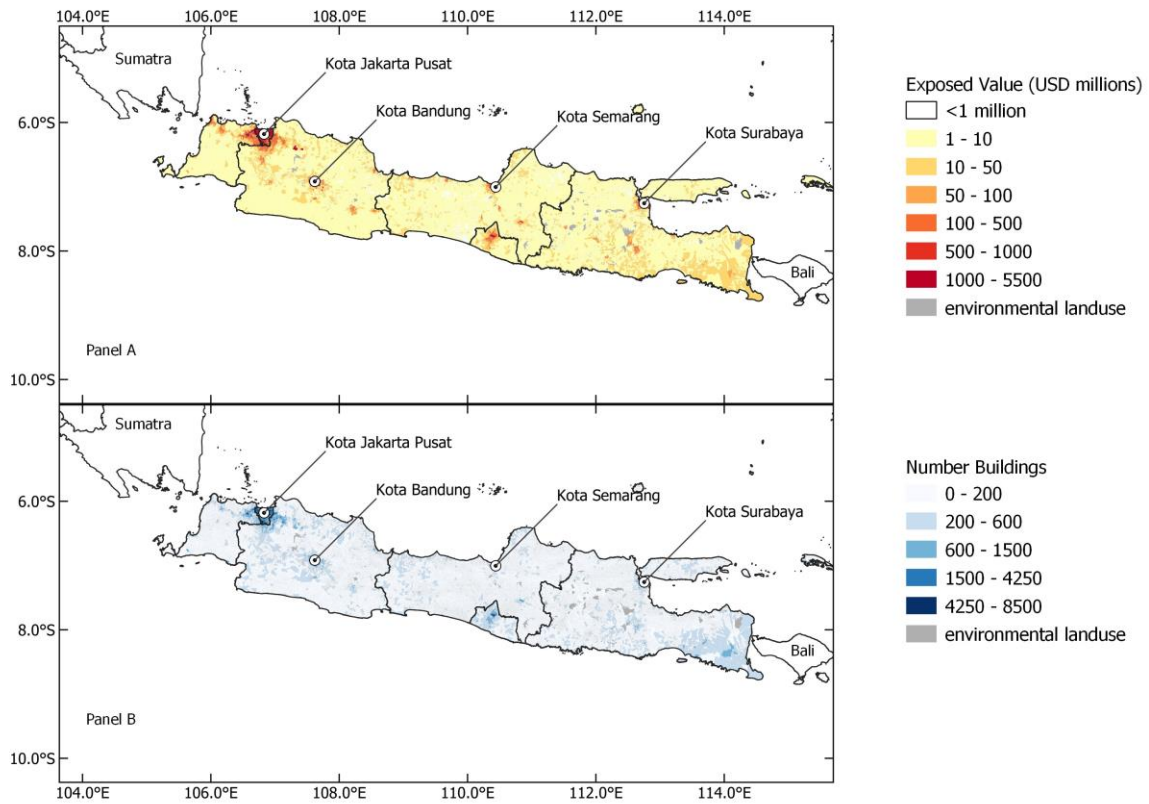 104.0°E 106.0°E 108.0°E 110.0°E 112.0°E 114.0°E
Sumatra
Kota Jakarta Pusat
Kota Bandung
Kota Semarang
Kota Surabaya
6.0°S
8.0°S
Bali
Panel A
10.0°S
Exposed Value (USD millions)
<1 million
1 - 10
10 - 50
50 - 100
100 - 500
500 - 1000
1000 - 5500
environmental landuse
Sumatra
Kota Jakarta Pusat
Kota Bandung
Kota Semarang
Kota Surabaya
6.0°S
8.0°S
Bali
Panel B
10.0°S
104.0°E 106.0°E 108.0°E 110.0°E 112.0°E 114.0°E
Number Buildings
0 - 200
200 - 600
600 - 1500
1500 - 4250
4250 - 8500
environmental landuse